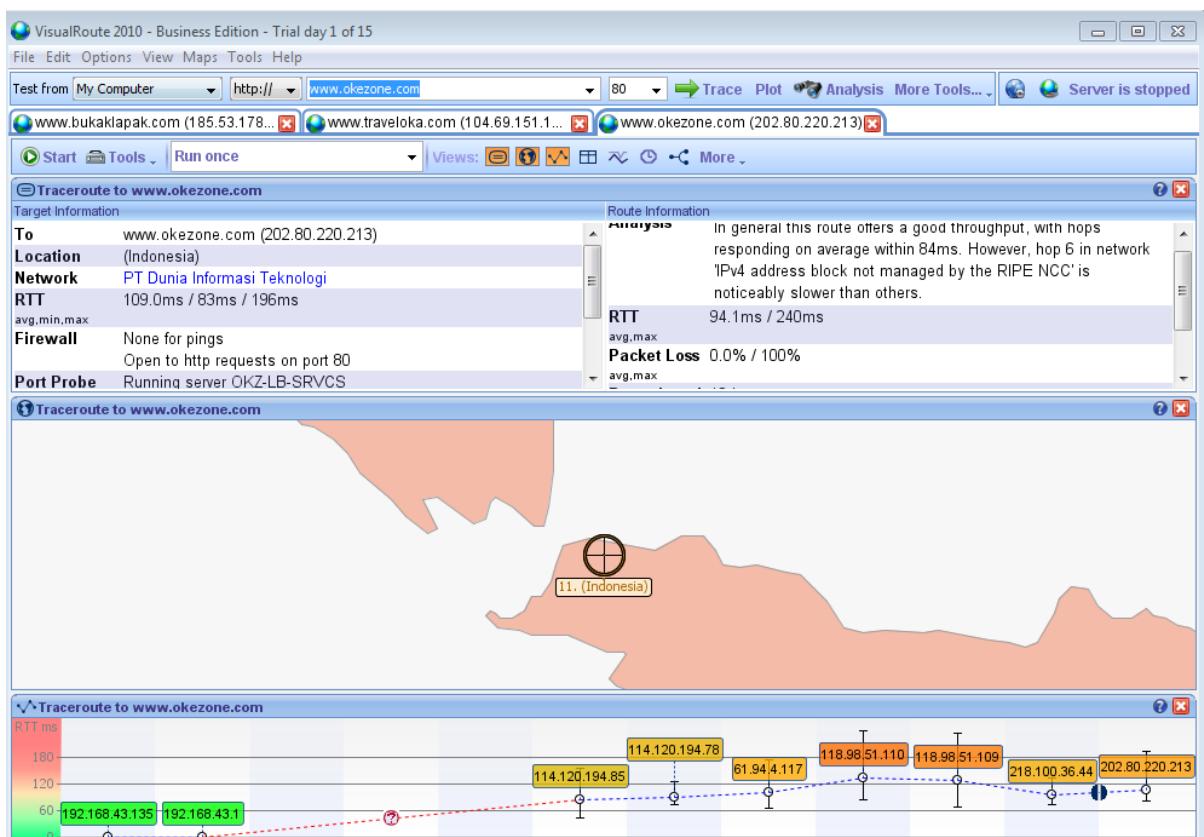 VisualRoute 2010 - Business Edition - Trial day 1 of 15
File Edit Options View Maps Tools Help
Test from My Computer http:// www.okezone.com 80 Trace Plot Analysis More Tools... Server is stopped
www.bukaklapak.com (185.53.178... www.traveloka.com (104.69.151.1... www.okezone.com (202.80.220.213)
Start Tools Run once Views: More
Traceroute to www.okezone.com
Target Information
To www.okezone.com (202.80.220.213)
Location (Indonesia)
Network PT Dunia Informasi Teknologi
RTT 109.0ms / 83ms / 196ms
avg,min,max
Firewall None for pings
Open to http requests on port 80
Port Probe Running server OKZ-LB-SRVCS
Route Information
Analysis In general this route offers a good throughput, with hops
responding on average within 84ms. However, hop 6 in network
'IPv4 address block not managed by the RIPE NCC' is
noticeably slower than others.
RTT 94.1ms / 240ms
avg,max
Packet Loss 0.0% / 100%
avg,max
Traceroute to www.okezone.com
11. (Indonesia)
Traceroute to www.okezone.com
RTT ms
180
120
60
0
192.168.43.135
192.168.43.1
?
114.120.194.85
114.120.194.78
61.94.4.117
118.98.51.110
118.98.51.109
218.100.36.44
202.80.220.213